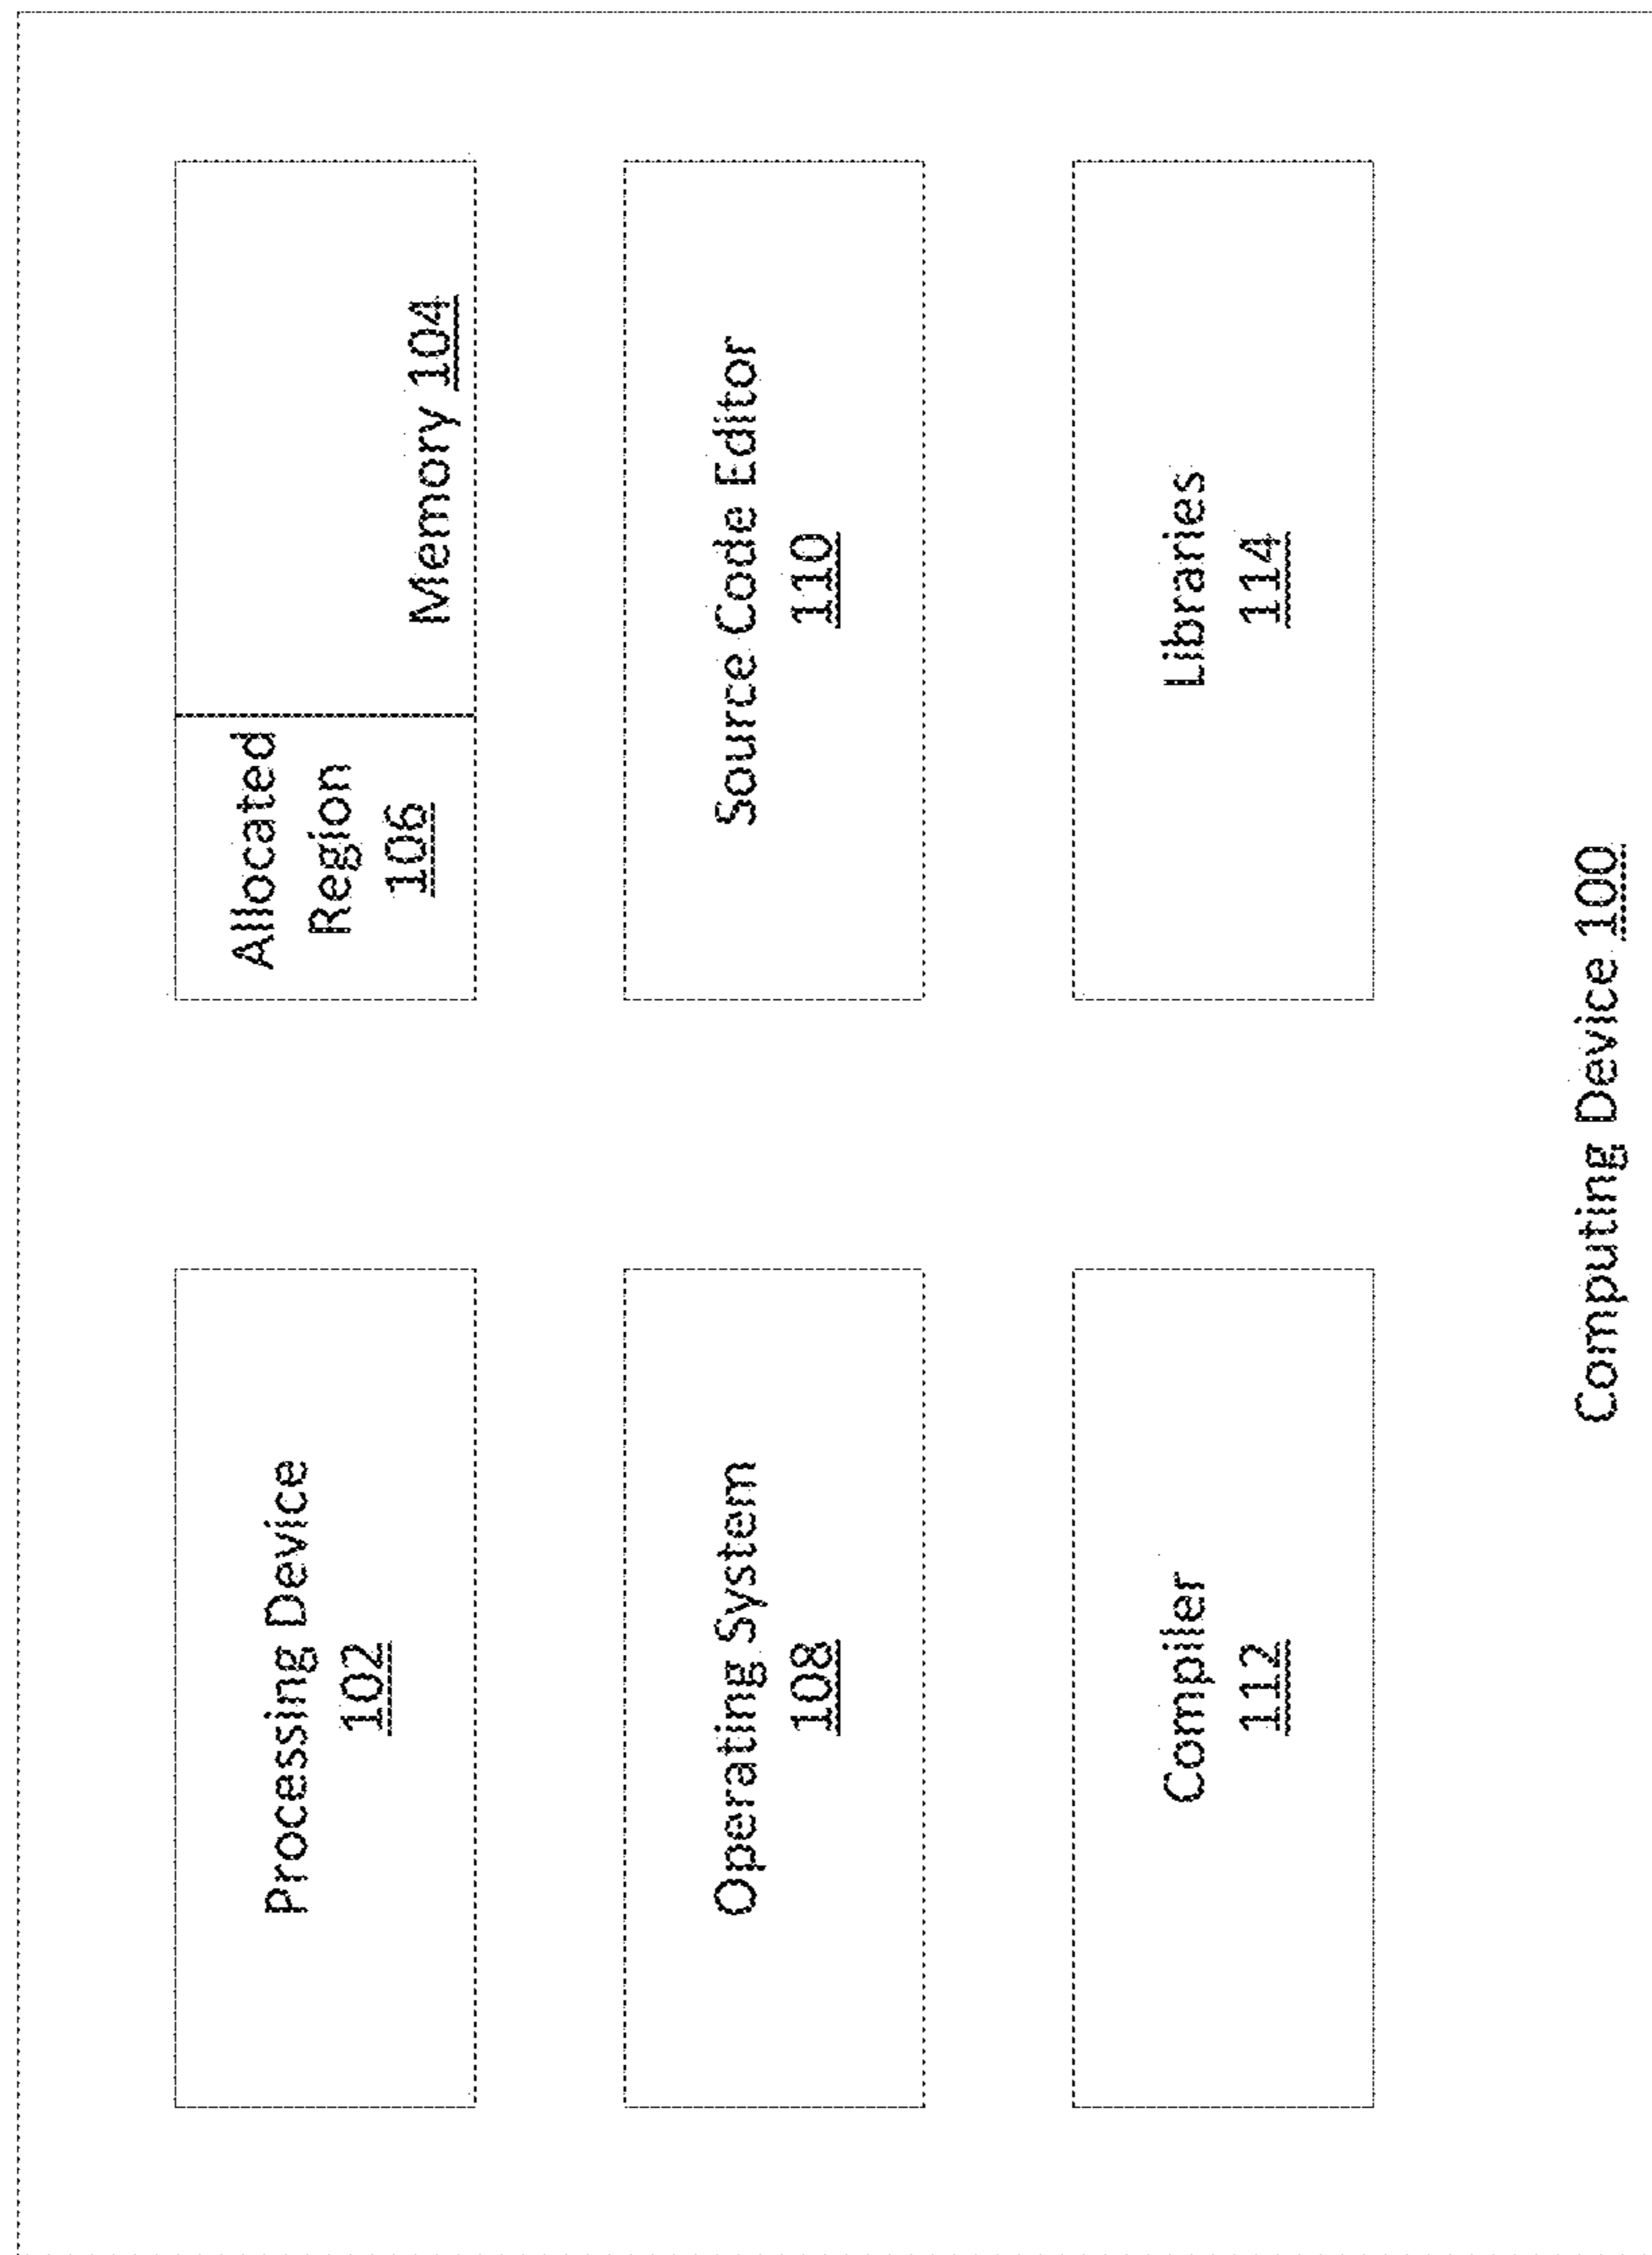 Processing Device
102
Allocated
Region
106
Memory 104
Operating System
108
Source Code Editor
110
Compiler
112
Libraries
114
Computing Device 100